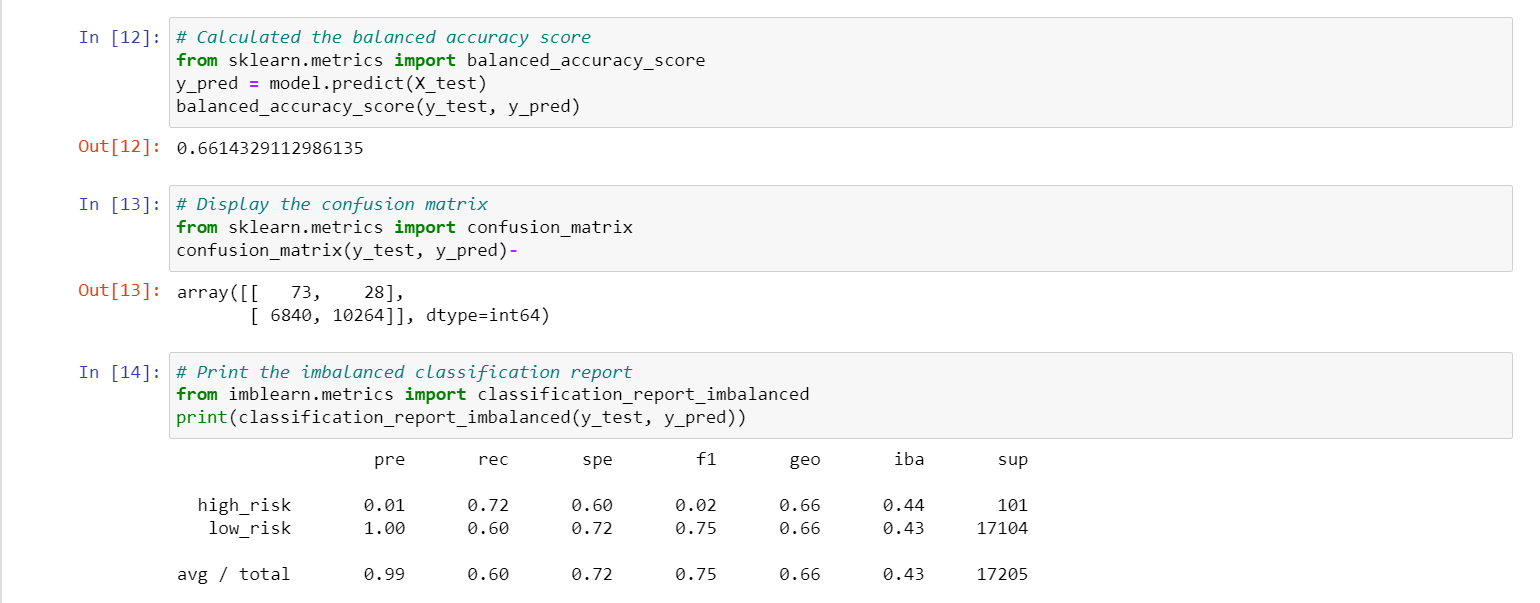 In [12]: # Calculated the balanced accuracy score
from sklearn.metrics import balanced_accuracy_score
y_pred = model.predict(X_test)
balanced_accuracy_score(y_test, y_pred)
Out[12]: 0.6614329112986135
In [13]: # Display the confusion matrix
from sklearn.metrics import confusion_matrix
confusion_matrix(y_test, y_pred)-
Out[13]: array([[   73,    28],
       [ 6840, 10264]], dtype=int64)
In [14]: # Print the imbalanced classification report
from imblearn.metrics import classification_report_imbalanced
print(classification_report_imbalanced(y_test, y_pred))
pre rec spe f1 geo iba sup
high_risk 0.01 0.72 0.60 0.02 0.66 0.44 101
low_risk 1.00 0.60 0.72 0.75 0.66 0.43 17104
avg / total 0.99 0.60 0.72 0.75 0.66 0.43 17205